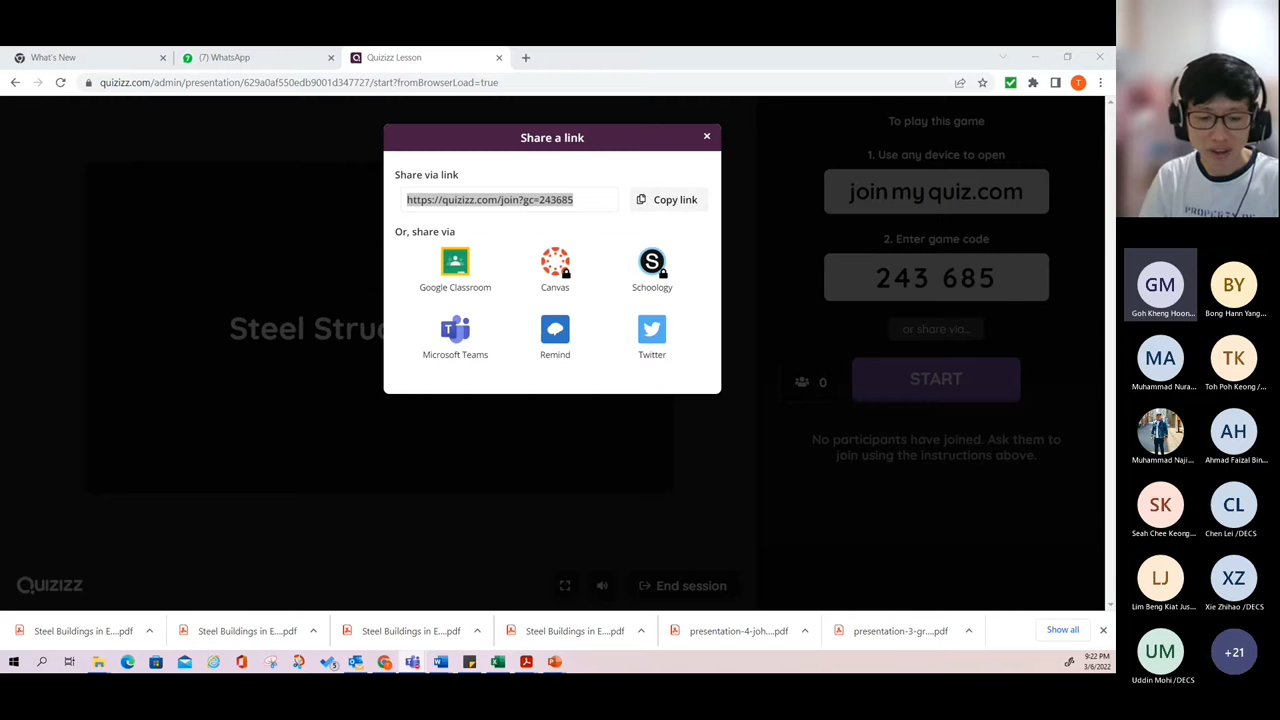 What's New
(7) WhatsApp
Quizizz Lesson
quizizz.com/admin/presentation/629a0af550edb9001d347727/start?fromBrowserLoad=true
T
Share a link
Share via link
https://quizizz.com/join?gc=243685
Copy link
Or, share via
Google Classroom
Canvas
S
Schoology
T
Microsoft Teams
Remind
Twitter
Steel Struc
To play this game
1. Use any device to open
joinmyquiz.com
2. Enter game code
243 685
or share via...
0
START
No participants have joined. Ask them to
join using the instructions above.
QUIZIZZ
End session
Steel Buildings in E....pdf
Steel Buildings in E....pdf
Steel Buildings in E....pdf
Steel Buildings in E....pdf
presentation-4-joh....pdf
presentation-3-gr....pdf
Show all
9:22 PM
3/6/2022
GM
Goh Kheng Hoon...
BY
Bong Hann Yang...
MA
Muhammad Nura...
TK
Toh Poh Keong /...
Muhammad Naji...
AH
Ahmad Faizal Bin...
SK
Seah Chee Keong...
CL
Chen Lei /DECS
LJ
Lim Beng Kiat Jus...
XZ
Xie Zhihao /DECS
UM
Uddin Mohi /DECS
+21